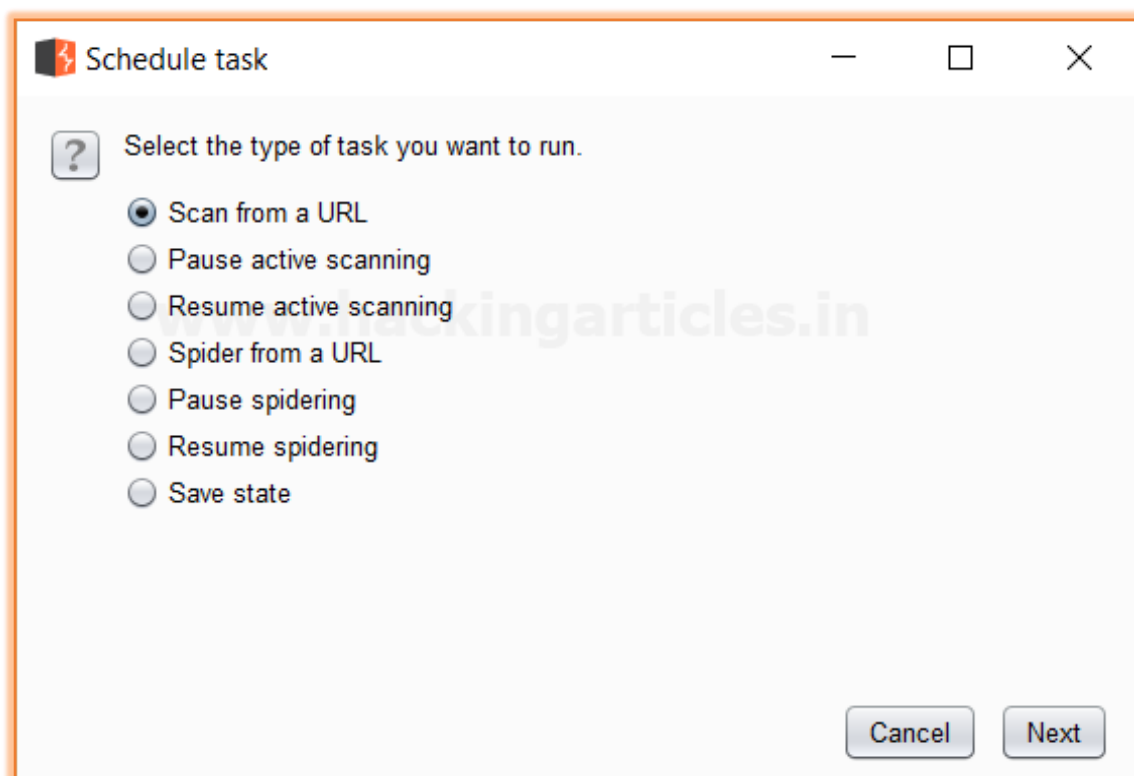 Schedule task
Select the type of task you want to run.
Scan from a URL
Pause active scanning
Resume active scanning
www.hackingarticles.in
Spider from a URL
Pause spidering
Resume spidering
Save state
Cancel
Next